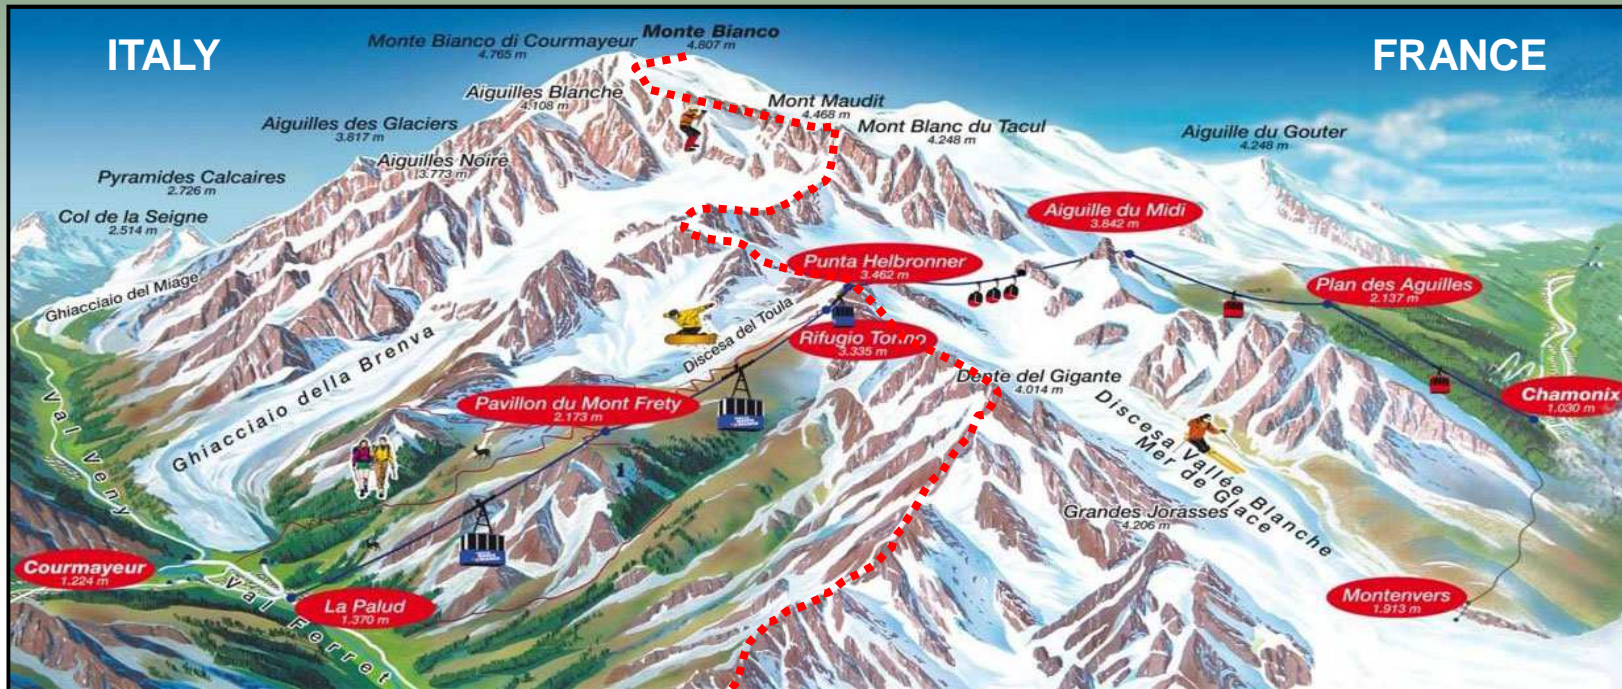 ITALY
FRANCE
Monte Bianco di Courmayeur
4.765 m
Monte Bianco
4.807 m
Aiguilles Blanche
4.108 m
Mont Maudit
4.468 m
Aiguilles des Glaciers
3.817 m
Mont Blanc du Tacul
4.248 m
Aiguille du Gouter
4.248 m
Aiguilles Noire
3.773 m
Pyramides Calcaires
2.726 m
Col de la Seigne
2.514 m
Aiguille du Midi
3.842 m
Punta Helbronner
3.462 m
Plan des Aguilles
2.137 m
Ghiacciaio del Miage
Discesa del Toula
Rifugio Torino
3.335 m
Ghiacciaio della Brenva
Dente del Gigante
4.014 m
Pavillon du Mont Frety
2.173 m
Chamonix
1.030 m
Val Veny
Discesa Vallée Blanche
Mer de Glace
Grandes Jorasses
4.206 m
Courmayeur
1.224 m
La Palud
1.370 m
Val Ferret
Montenvers
1.913 m